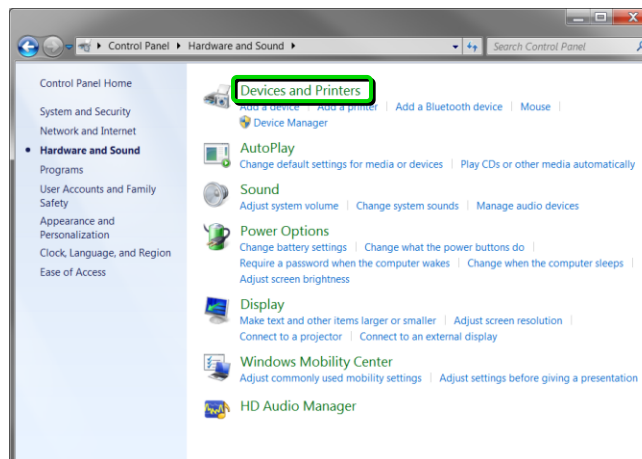 Control Panel ▸ Hardware and Sound ▸
Search Control Panel
Control Panel Home
System and Security
Network and Internet
Hardware and Sound
Programs
User Accounts and Family
Safety
Appearance and
Personalization
Clock, Language, and Region
Ease of Access
Devices and Printers
Add a device | Add a printer | Add a Bluetooth device | Mouse |
Device Manager
AutoPlay
Change default settings for media or devices | Play CDs or other media automatically
Sound
Adjust system volume | Change system sounds | Manage audio devices
Power Options
Change battery settings | Change what the power buttons do |
Require a password when the computer wakes | Change when the computer sleeps |
Adjust screen brightness
Display
Make text and other items larger or smaller | Adjust screen resolution |
Connect to a projector | Connect to an external display
Windows Mobility Center
Adjust commonly used mobility settings | Adjust settings before giving a presentation
HD Audio Manager